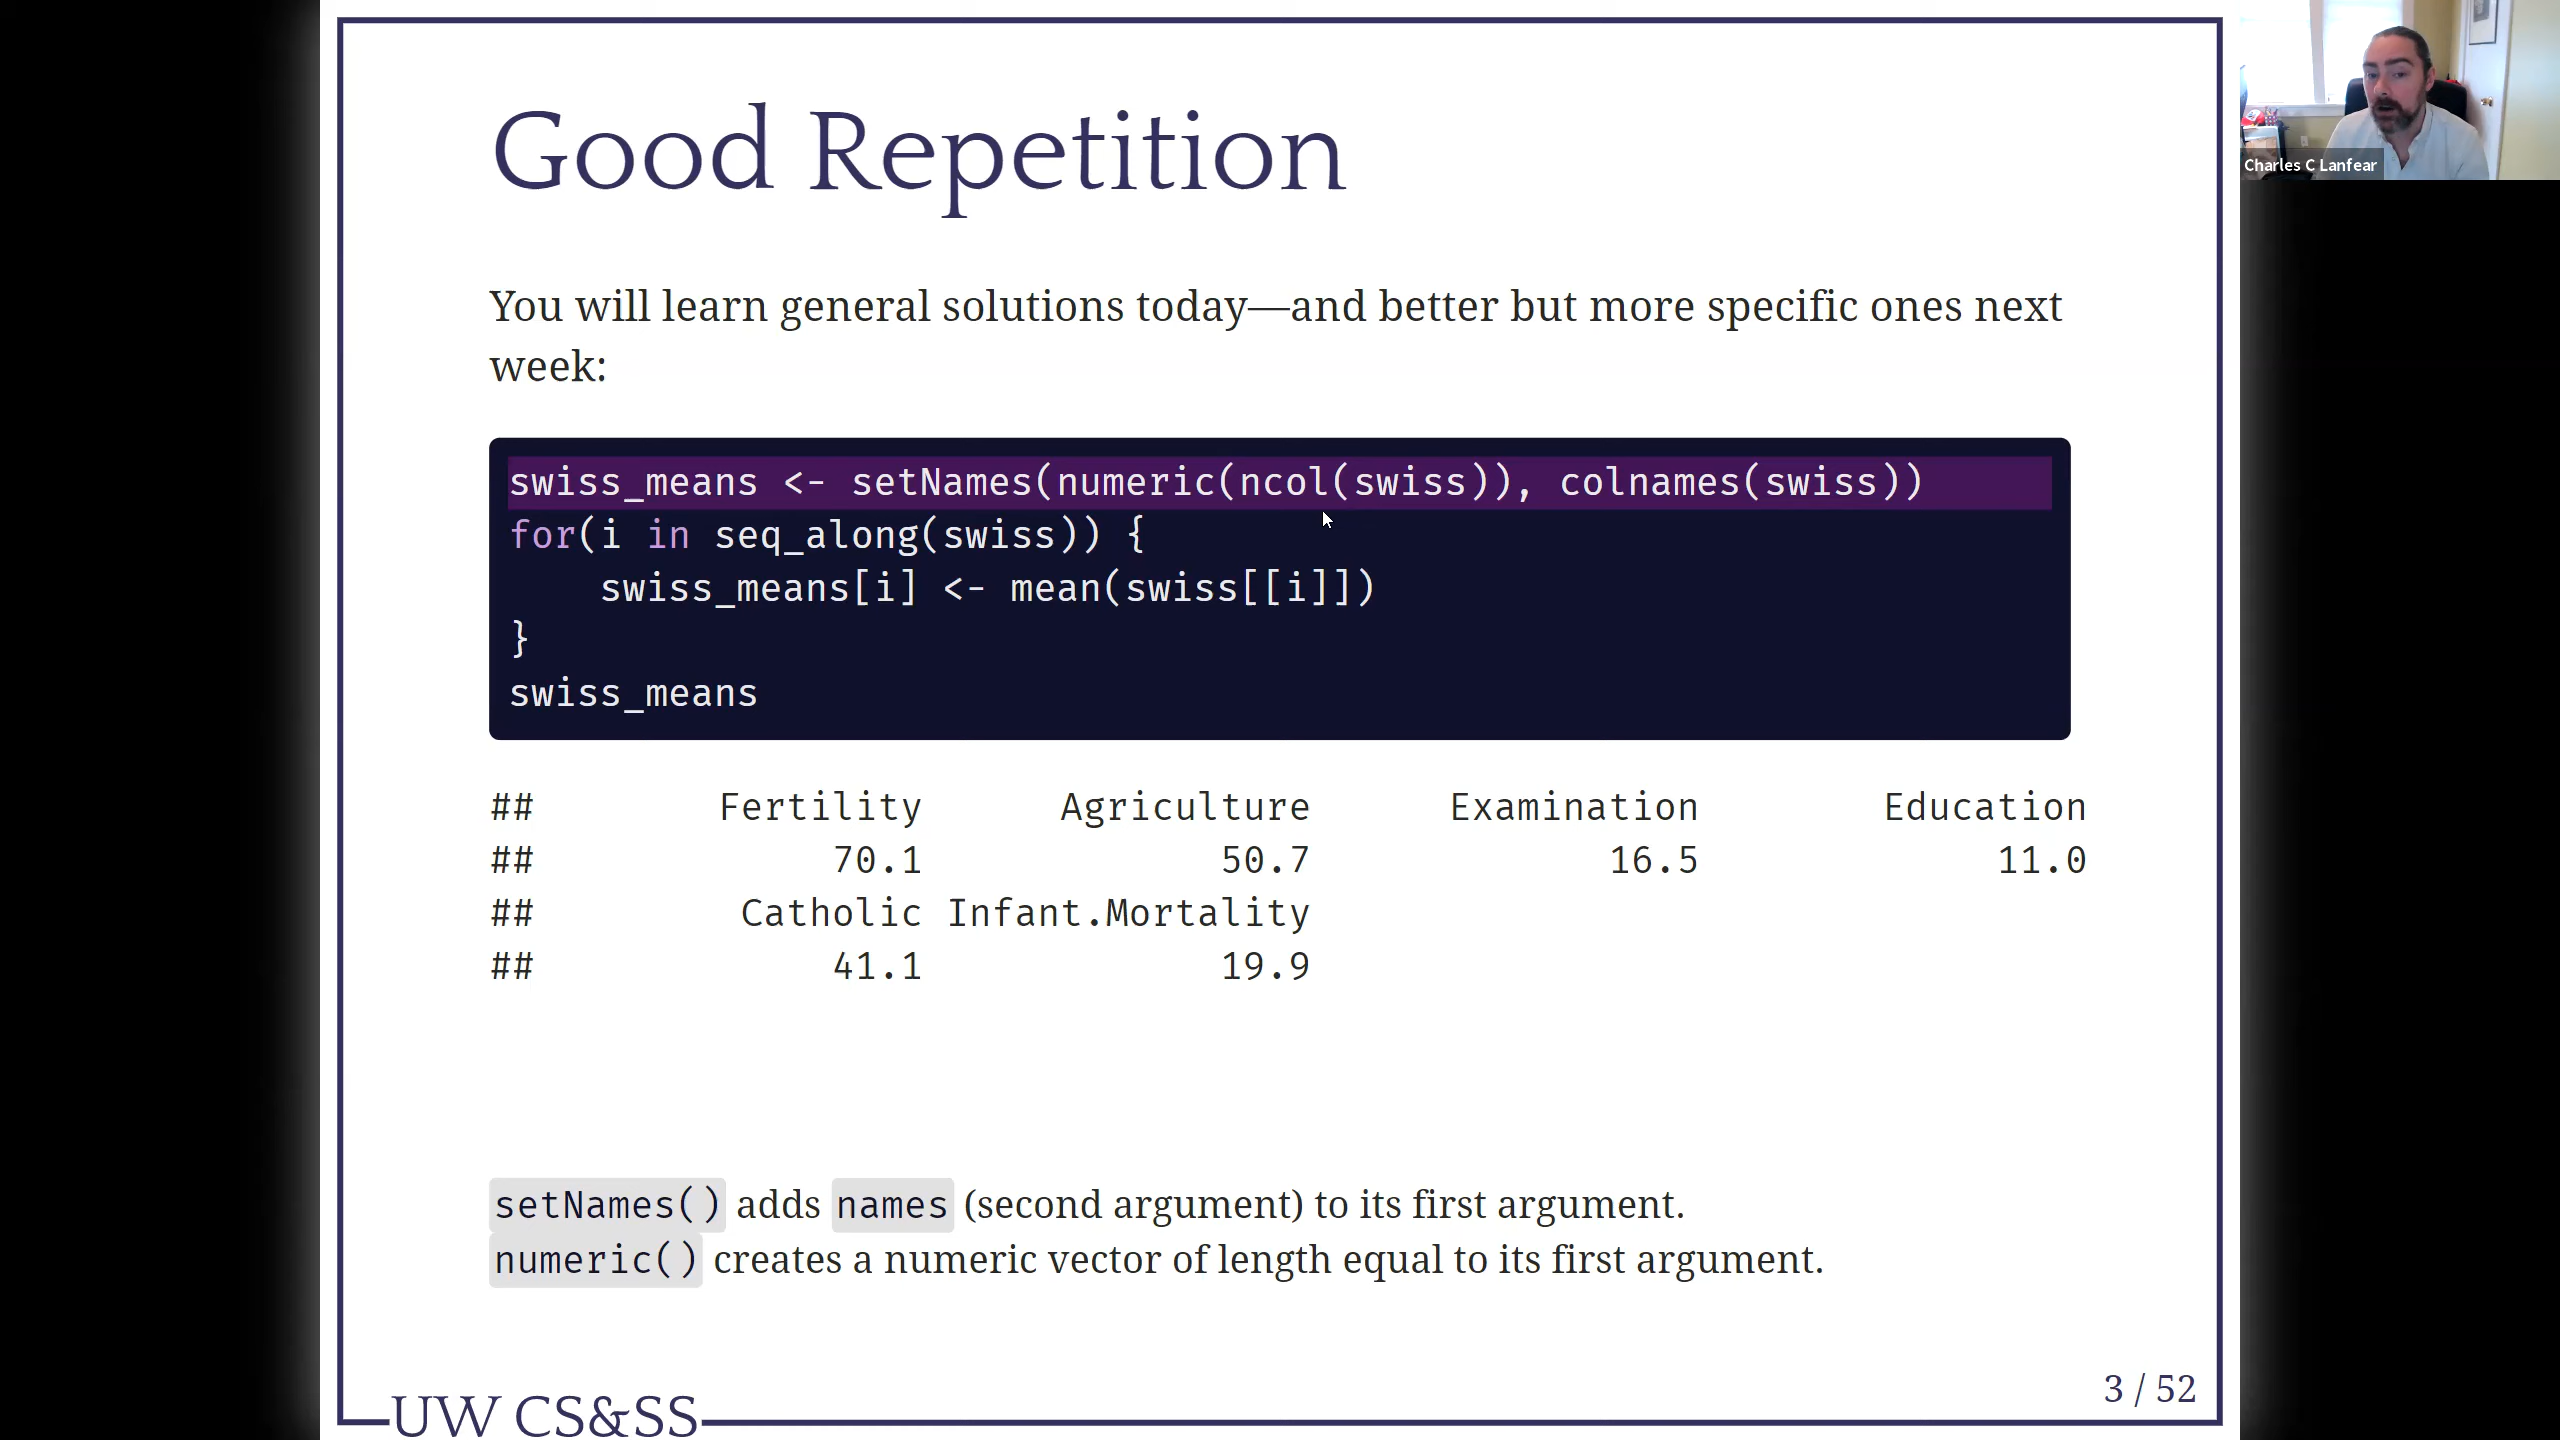 Good Repetition
Charles C Lanfear
You will learn general solutions today—and better but more specific ones next
week:
swiss_means <- setNames(numeric(ncol(swiss)), colnames(swiss))
for(i in seq_along(swiss)) {
    swiss_means[i] <- mean(swiss[[i]])
}
swiss_means
##        Fertility      Agriculture      Examination        Education
##             70.1             50.7             16.5             11.0
##         Catholic Infant.Mortality
##             41.1             19.9
setNames() adds names (second argument) to its first argument.
numeric() creates a numeric vector of length equal to its first argument.
3 / 52
UW CS&SS